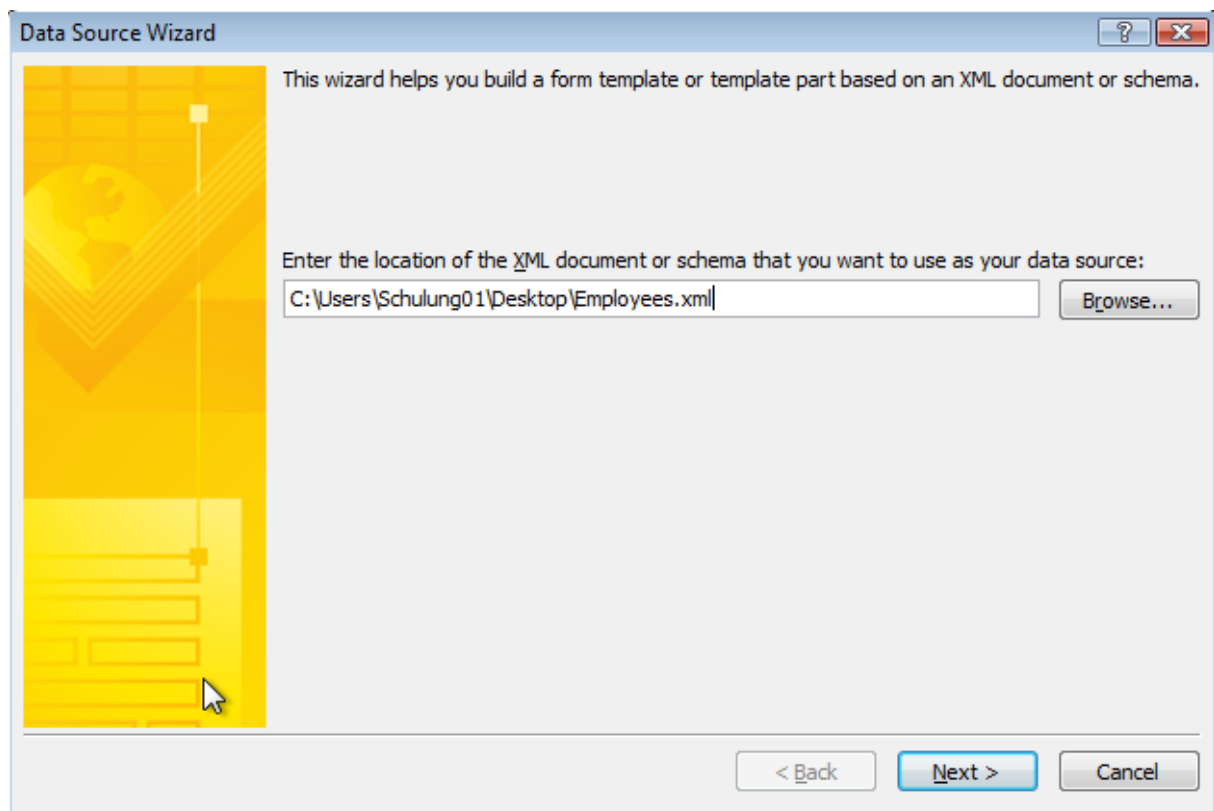 Data Source Wizard
This wizard helps you build a form template or template part based on an XML document or schema.
Enter the location of the XML document or schema that you want to use as your data source:
C:\Users\Schulung01\Desktop\Employees.xml
Browse...
< Back
Next >
Cancel